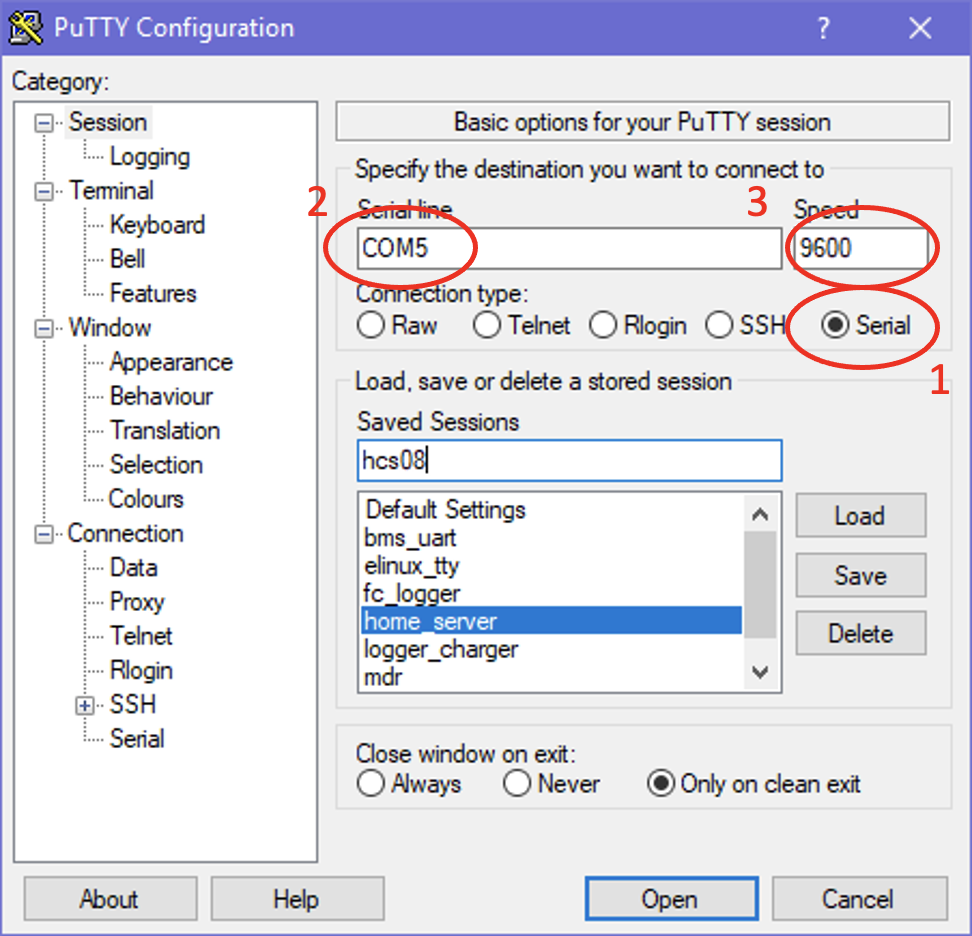 PuTTY Configuration
?
Category:
Session
Logging
Terminal
Keyboard
Bell
Features
Window
Appearance
Behaviour
Translation
Selection
Colours
Connection
Data
Proxy
Telnet
Rlogin
SSH
Serial
Basic options for your PuTTY session
Specify the destination you want to connect to
2 Serial line 3 Speed
COM5 9600
Connection type:
Raw Telnet Rlogin SSH Serial
1
Load, save or delete a stored session
Saved Sessions
hcs08
Default Settings
bms_uart
elinux_tty
fc_logger
home_server
logger_charger
mdr
Load
Save
Delete
Close window on exit:
Always Never Only on clean exit
About Help Open Cancel